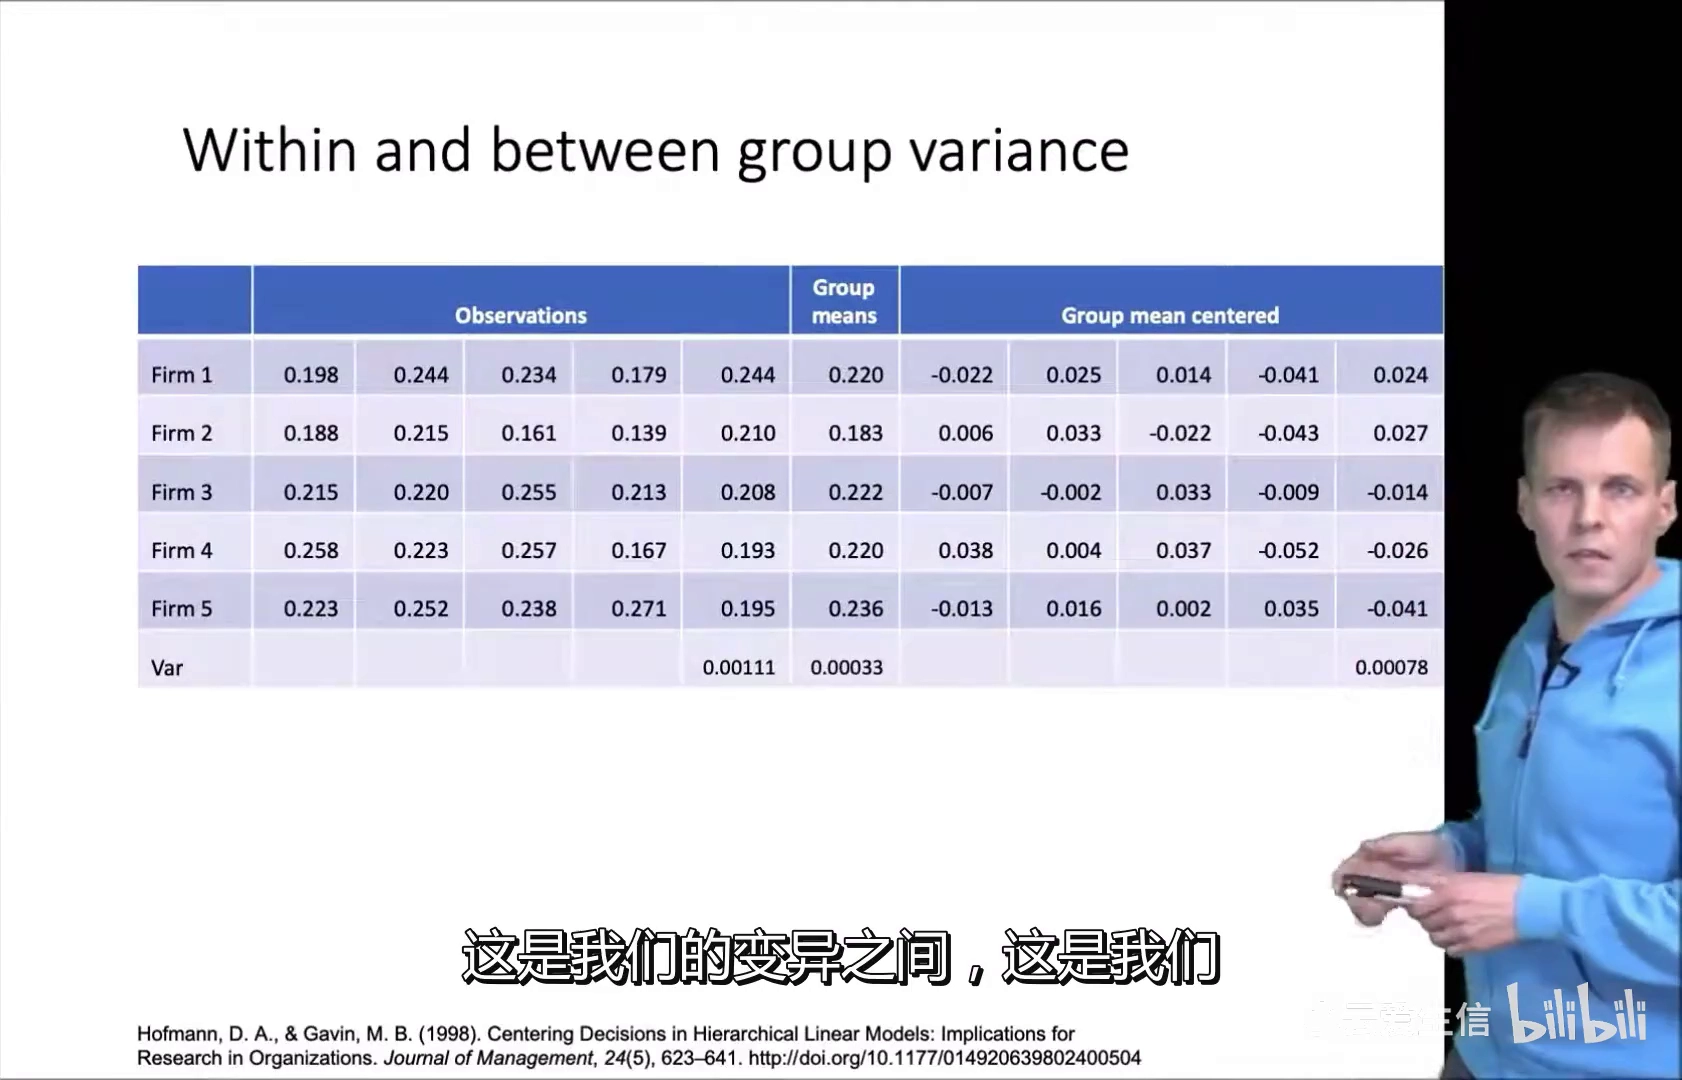 Within and between group variance
Observations Group means Group mean centered
Firm 1 0.198 0.244 0.234 0.179 0.244 0.220 -0.022 0.025 0.014 -0.041 0.024
Firm 2 0.188 0.215 0.161 0.139 0.210 0.183 0.006 0.033 -0.022 -0.043 0.027
Firm 3 0.215 0.220 0.255 0.213 0.208 0.222 -0.007 -0.002 0.033 -0.009 -0.014
Firm 4 0.258 0.223 0.257 0.167 0.193 0.220 0.038 0.004 0.037 -0.052 -0.026
Firm 5 0.223 0.252 0.238 0.271 0.195 0.236 -0.013 0.016 0.002 0.035 -0.041
Var 0.00111 0.00033 0.00078
这是我们的变异之间，这是我们
Hofmann, D. A., & Gavin, M. B. (1998). Centering Decisions in Hierarchical Linear Models: Implications for
Research in Organizations. Journal of Management, 24(5), 623–641. http://doi.org/10.1177/014920639802400504
bilibili